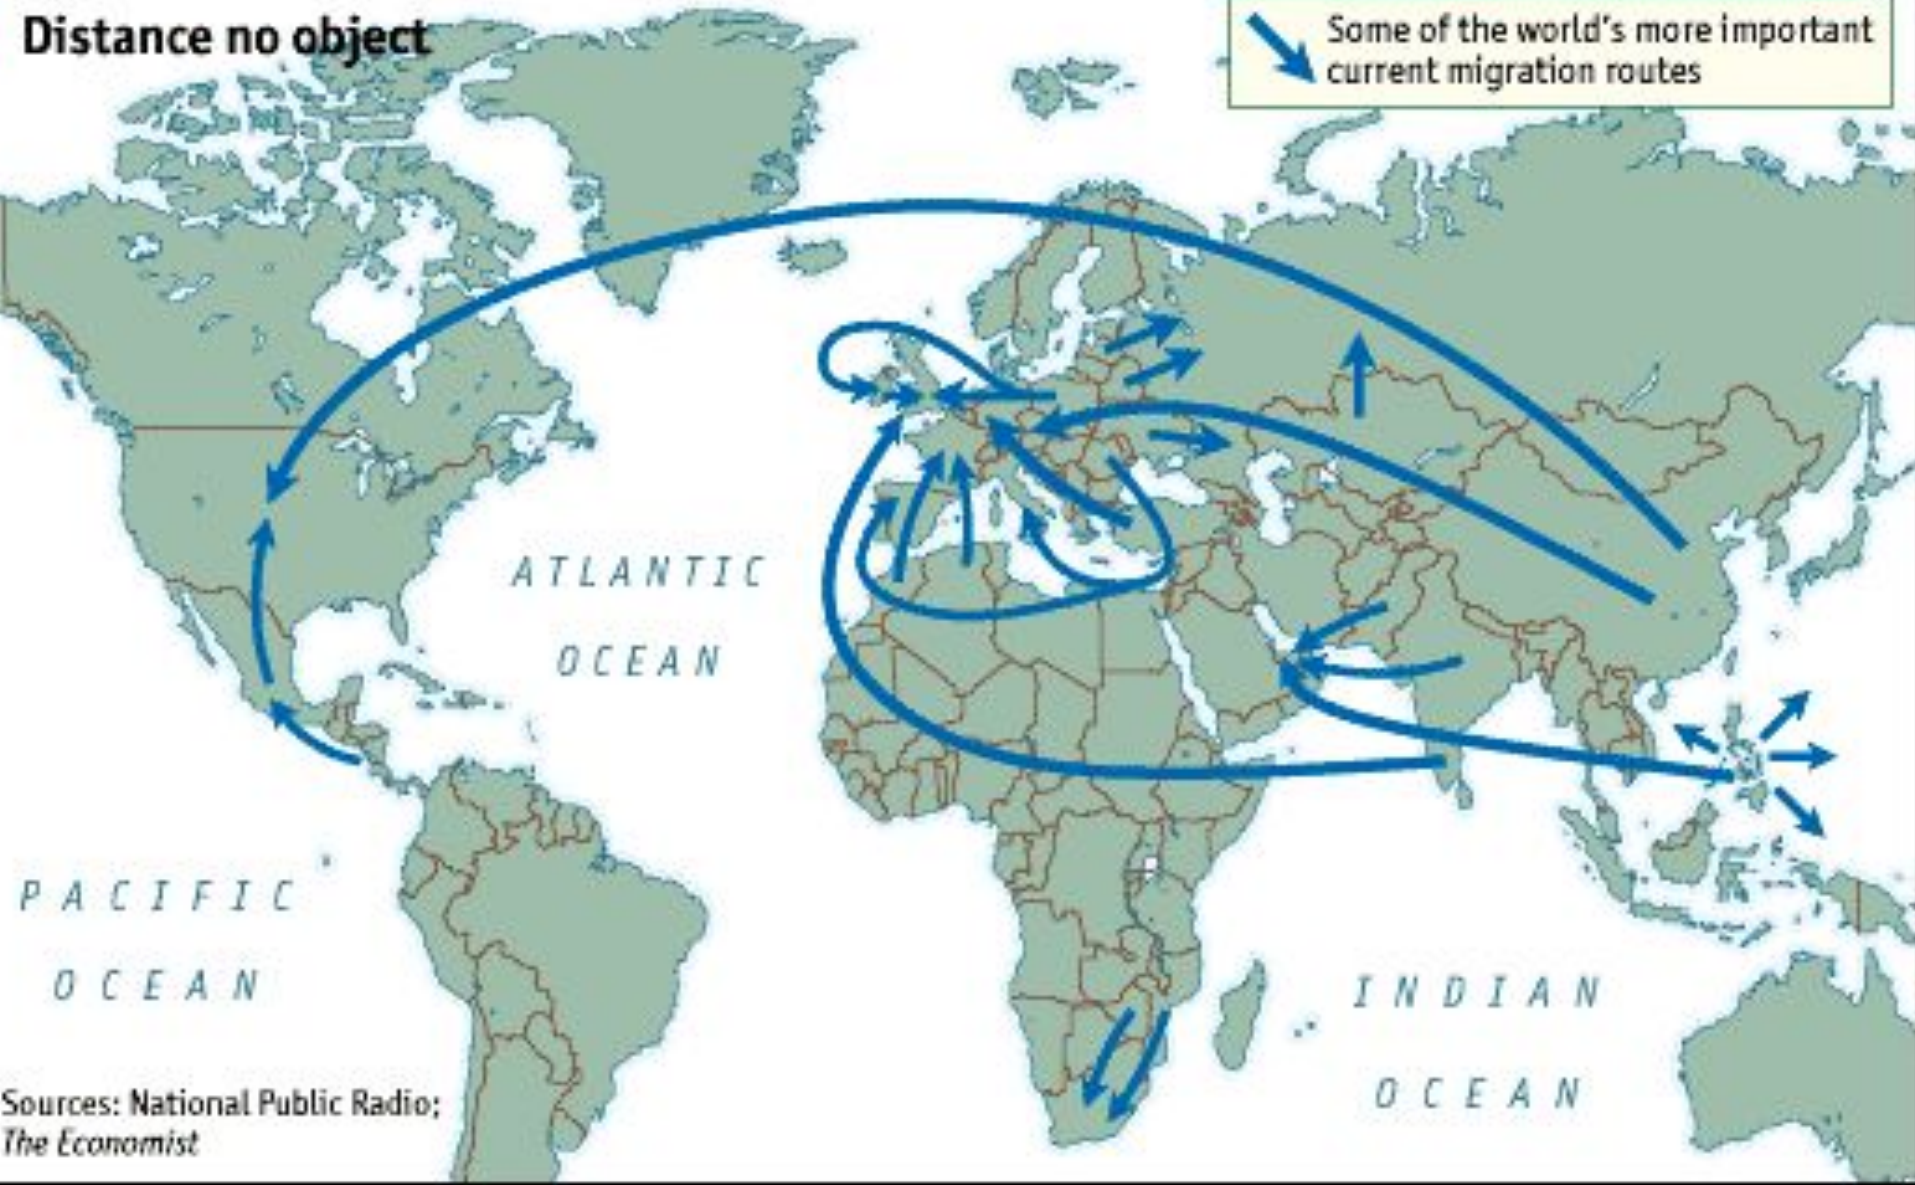 Distance no object
Some of the world's more important
current migration routes
ATLANTIC
OCEAN
PACIFIC
OCEAN
INDIAN
OCEAN
Sources: National Public Radio;
The Economist